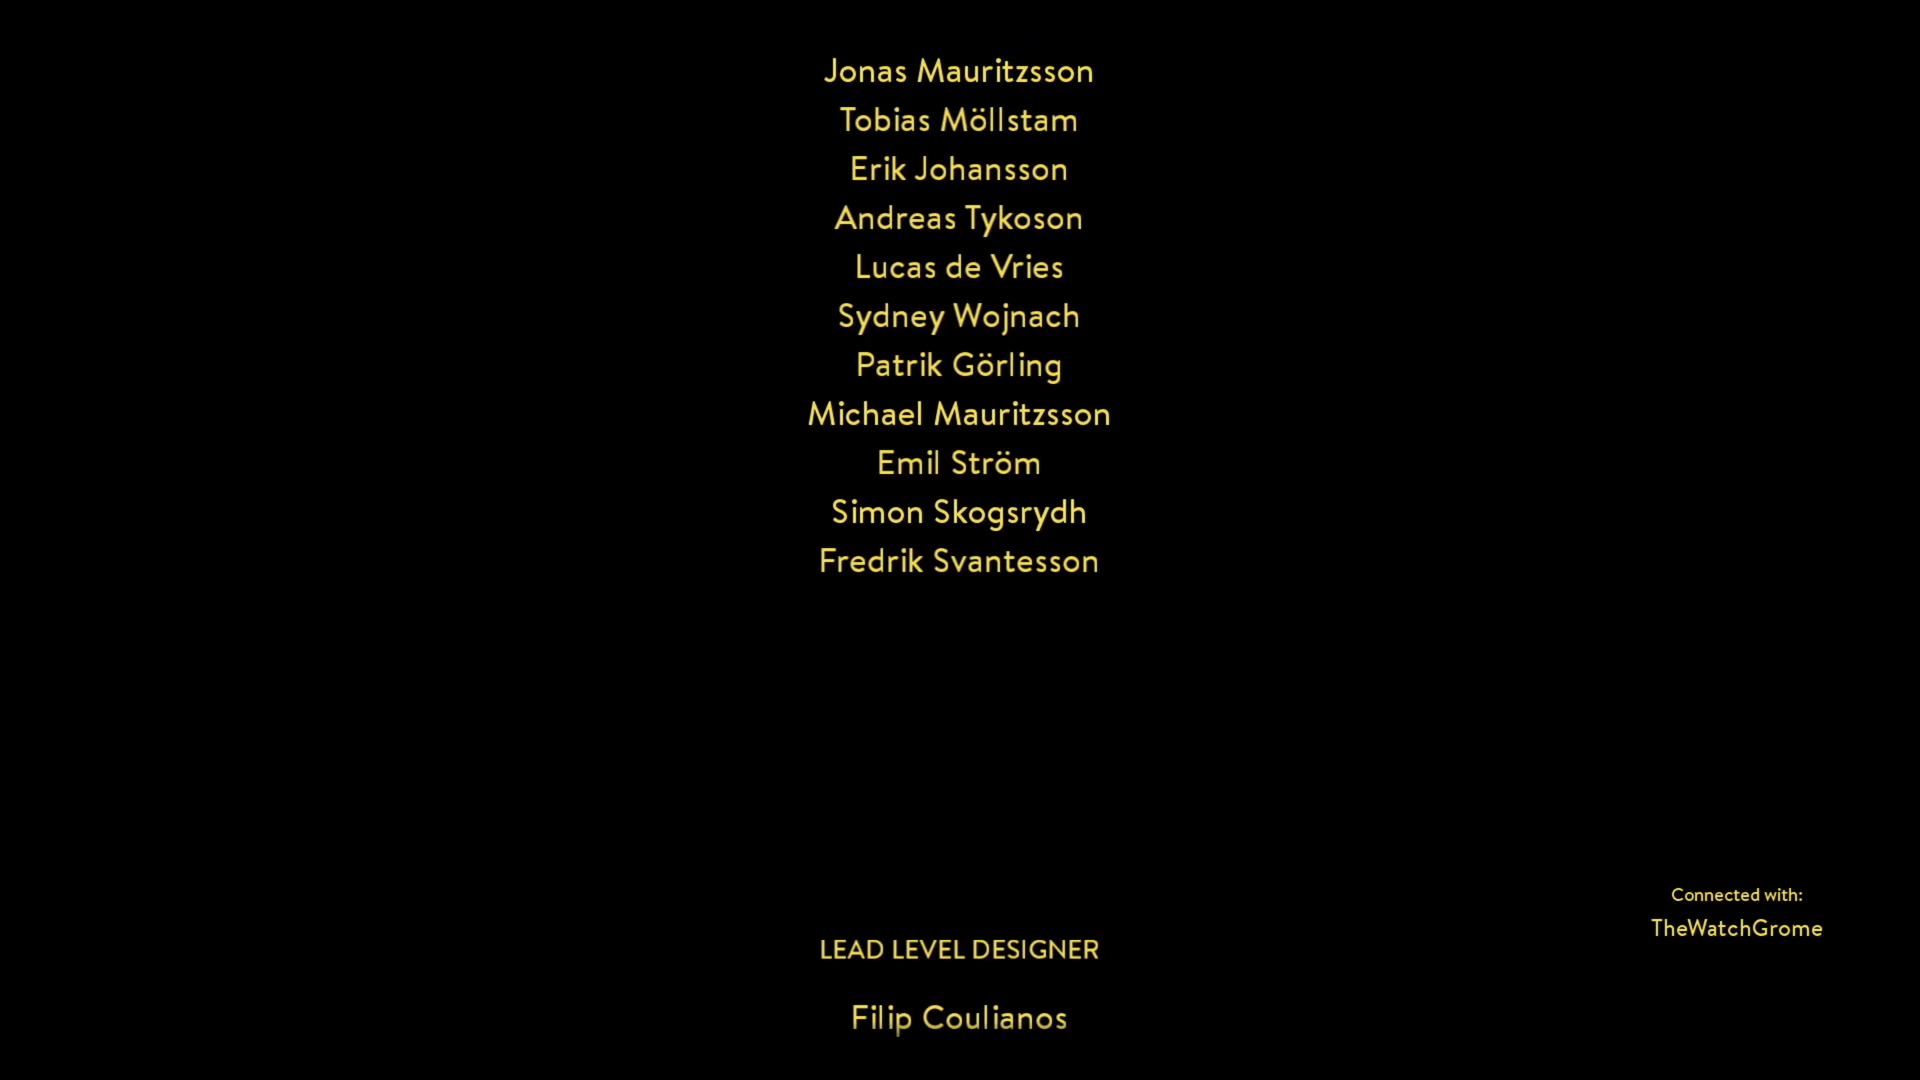 Jonas Mauritzsson
Tobias Möllstam
Erik Johansson
Andreas Tykoson
Lucas de Vries
Sydney Wojnach
Patrik Görling
Michael Mauritzsson
Emil Ström
Simon Skogsrydh
Fredrik Svantesson
Connected with:
TheWatchGrome
LEAD LEVEL DESIGNER
Filip Coulianos